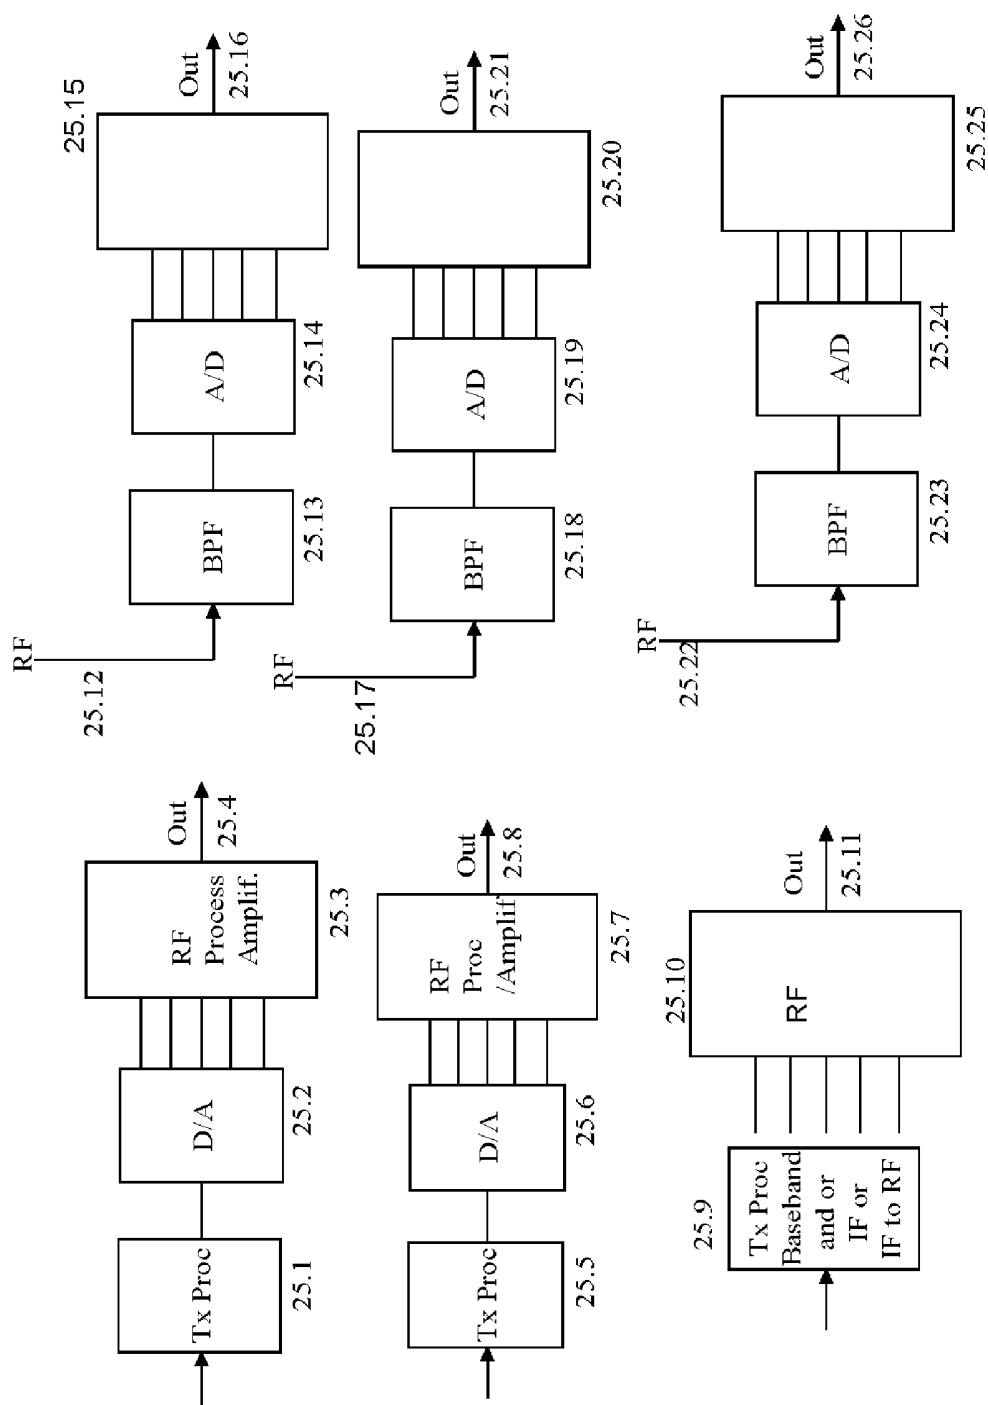 Tx Proc
25.1
D/A
25.2
RF
Process
Amplif.
25.3
Out
25.4
Tx Proc
25.5
D/A
25.6
RF
Proc
/Amplif
25.7
Out
25.8
25.9
Tx Proc
Baseband
and or
IF or
IF to RF
25.10
RF
Out
25.11
RF
25.12
BPF
25.13
A/D
25.14
25.15
Out
25.16
RF
25.17
BPF
25.18
A/D
25.19
25.20
Out
25.21
RF
25.22
BPF
25.23
A/D
25.24
25.25
Out
25.26